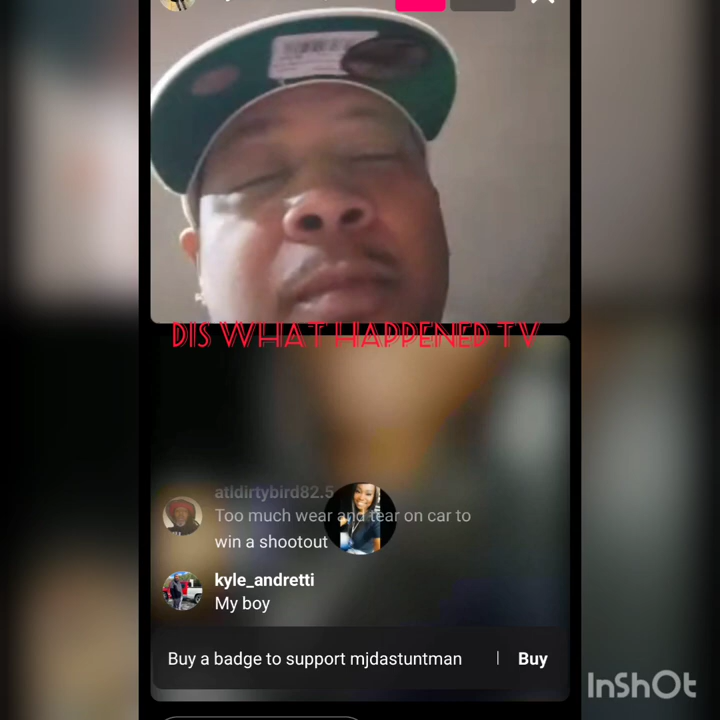 DIS WHAT HAPPENED TV
atldirtybird82.5
Too much wear and tear on car to
win a shootout
kyle_andretti
My boy
Buy a badge to support mjdastuntman | Buy
InShOt